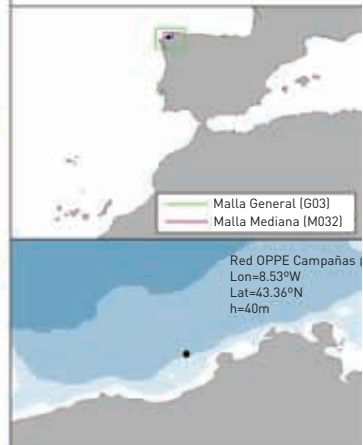 Malla General (G03)
Malla Mediana (M032)
Red OPPE Campañas
Lon=8.53ºW
Lat=43.36ºN
h=40m